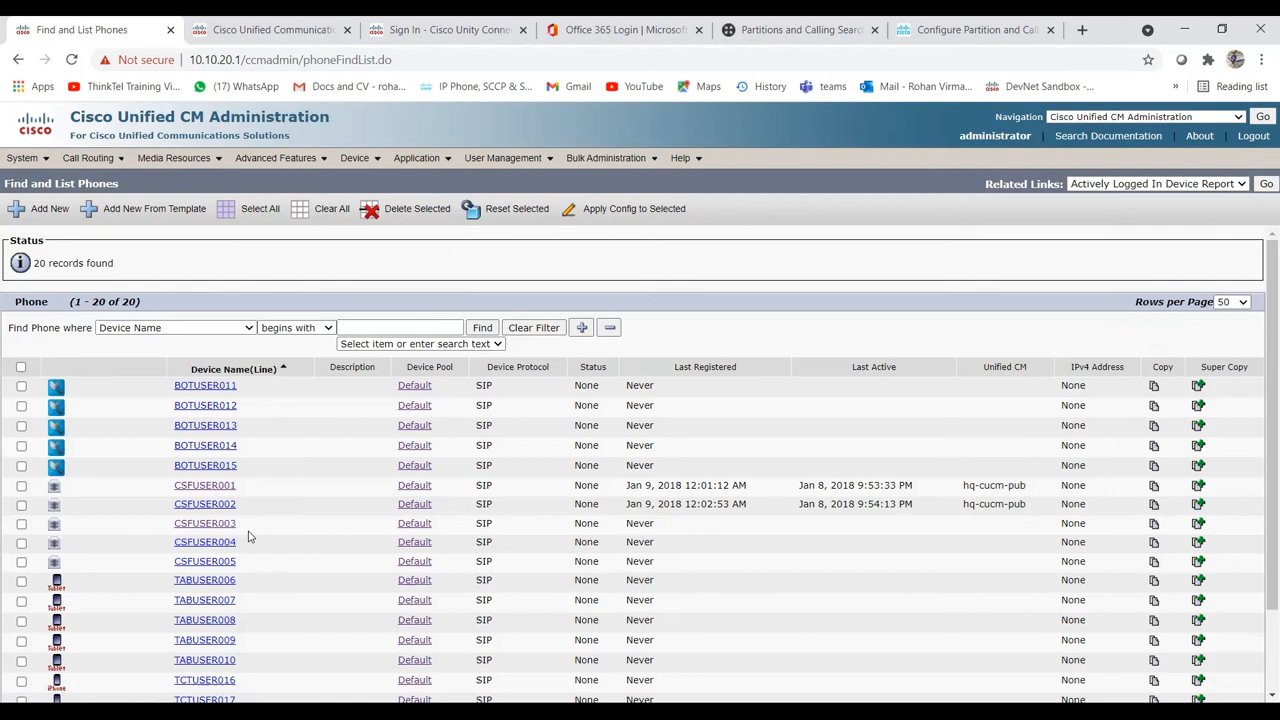 Find and List Phones
Cisco Unified Communicatio
Sign In - Cisco Unity Conne
Office 365 Login | Microsoft
Partitions and Calling Searc
Configure Partition and Calli
Not secure 10.10.20.1/ccmadmin/phoneFindList.do
Apps ThinkTel Training Vi... (17) WhatsApp Docs and CV - roha... IP Phone, SCCP & S... Gmail YouTube Maps History teams Mail - Rohan Virma... DevNet Sandbox -... » Reading list
CISCO
Cisco Unified CM Administration
For Cisco Unified Communications Solutions
Navigation Cisco Unified CM Administration Go
administrator Search Documentation About Logout
System Call Routing Media Resources Advanced Features Device Application User Management Bulk Administration Help
Find and List Phones
Related Links: Actively Logged In Device Report Go
Add New Add New From Template Select All Clear All Delete Selected Reset Selected Apply Config to Selected
Status
20 records found
Phone (1 - 20 of 20) Rows per Page 50
Find Phone where Device Name begins with Find Clear Filter
Select item or enter search text
Device Name(Line) Description Device Pool Device Protocol Status Last Registered Last Active Unified CM IPv4 Address Copy Super Copy
BOTUSER011 Default SIP None Never None
BOTUSER012 Default SIP None Never None
BOTUSER013 Default SIP None Never None
BOTUSER014 Default SIP None Never None
BOTUSER015 Default SIP None Never None
CSFUSER001 Default SIP None Jan 9, 2018 12:01:12 AM Jan 8, 2018 9:53:33 PM hq-cucm-pub None
CSFUSER002 Default SIP None Jan 9, 2018 12:02:53 AM Jan 8, 2018 9:54:13 PM hq-cucm-pub None
CSFUSER003 Default SIP None Never None
CSFUSER004 Default SIP None Never None
CSFUSER005 Default SIP None Never None
Tablet TABUSER006 Default SIP None Never None
Tablet TABUSER007 Default SIP None Never None
Tablet TABUSER008 Default SIP None Never None
Tablet TABUSER009 Default SIP None Never None
Tablet TABUSER010 Default SIP None Never None
iPhone TCTUSER016 Default SIP None Never None
TCTUSER017 Default SIP None Never None